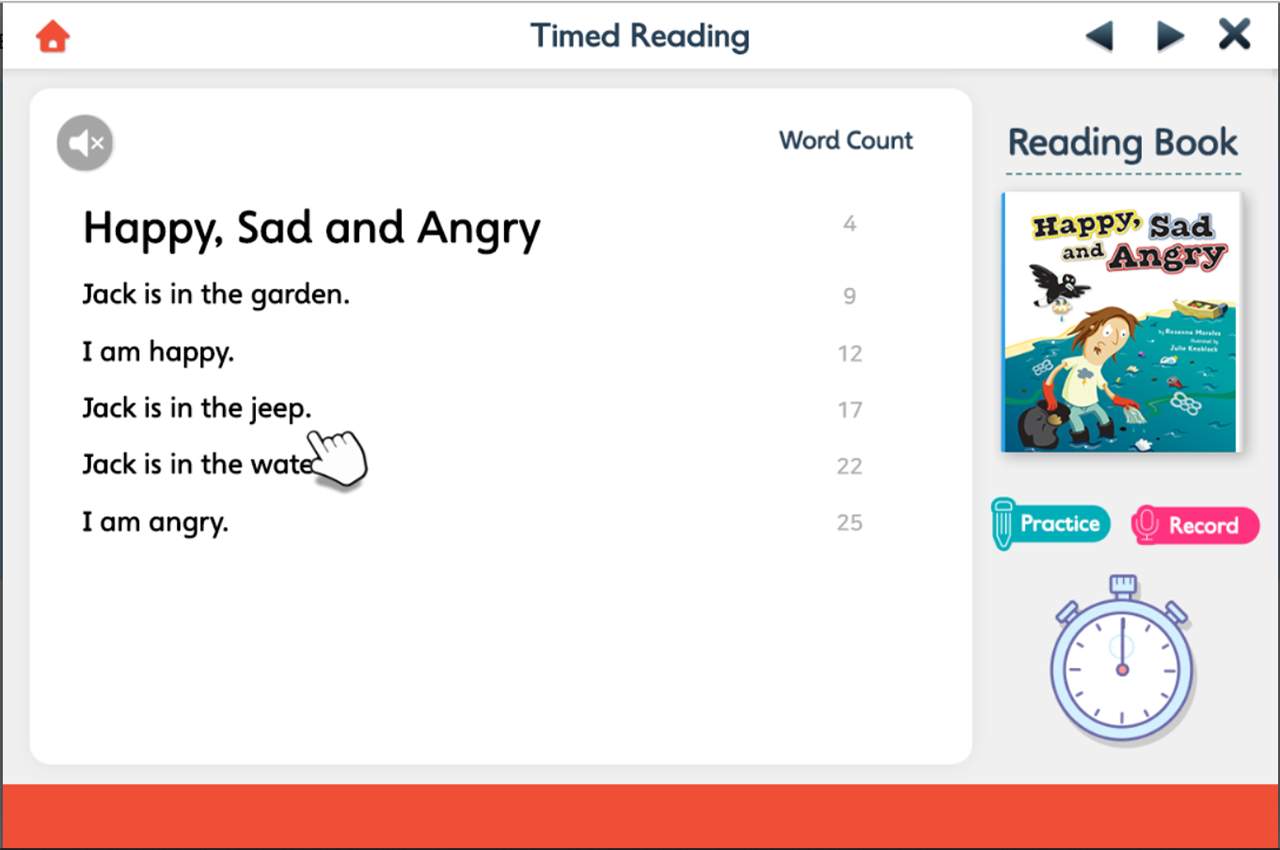 Timed Reading
Word Count
Happy, Sad and Angry 4
Jack is in the garden. 9
I am happy. 12
Jack is in the jeep. 17
Jack is in the wate 22
I am angry. 25
Reading Book
Happy, Sad
and Angry
by Rosanna Morales
illustrated by
Julie Knoblock
Practice
Record